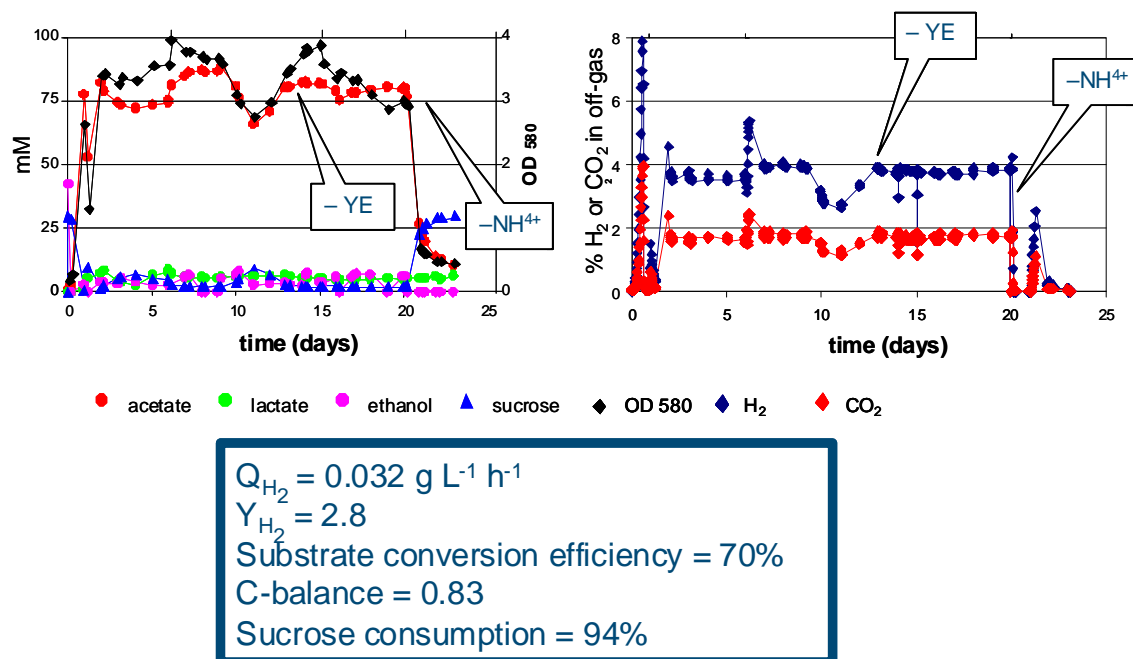 100
75
50
25
0
mM
4
3
2
1
0
OD 580
– YE
–NH⁴⁺
0 5 10 15 20 25
time (days)
8
6
4
2
0
% H₂ or CO₂ in off-gas
– YE
–NH⁴⁺
0 5 10 15 20 25
time (days)
acetate lactate ethanol sucrose OD 580 H₂ CO₂
Q_H₂ = 0.032 g L⁻¹ h⁻¹
Y_H₂ = 2.8
Substrate conversion efficiency = 70%
C-balance = 0.83
Sucrose consumption = 94%